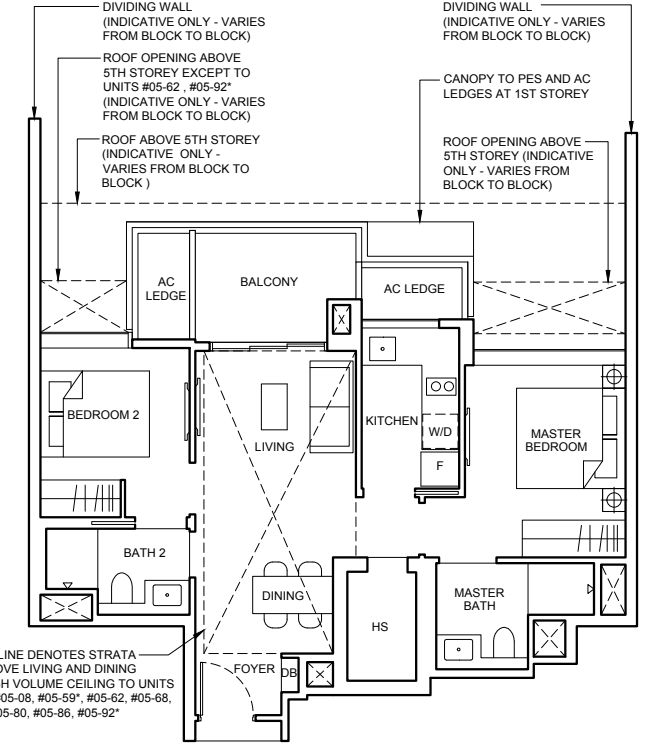 DIVIDING WALL
(INDICATIVE ONLY - VARIES
FROM BLOCK TO BLOCK)
DIVIDING WALL
(INDICATIVE ONLY - VARIES
FROM BLOCK TO BLOCK)
ROOF OPENING ABOVE
5TH STOREY EXCEPT TO
UNITS #05-62 , #05-92*
(INDICATIVE ONLY - VARIES
FROM BLOCK TO BLOCK)
CANOPY TO PES AND AC
LEDGES AT 1ST STOREY
ROOF ABOVE 5TH STOREY
(INDICATIVE ONLY -
VARIES FROM BLOCK TO
BLOCK )
ROOF OPENING ABOVE
5TH STOREY (INDICATIVE
ONLY - VARIES FROM
BLOCK TO BLOCK)
AC
LEDGE
BALCONY
AC LEDGE
X
BEDROOM 2
LIVING
KITCHEN
W/D
F
MASTER
BEDROOM
BATH 2
DINING
HS
MASTER
BATH
FOYER
DB
LINE DENOTES STRATA
OVE LIVING AND DINING
H VOLUME CEILING TO UNITS
#05-08, #05-59*, #05-62, #05-68,
05-80, #05-86, #05-92*